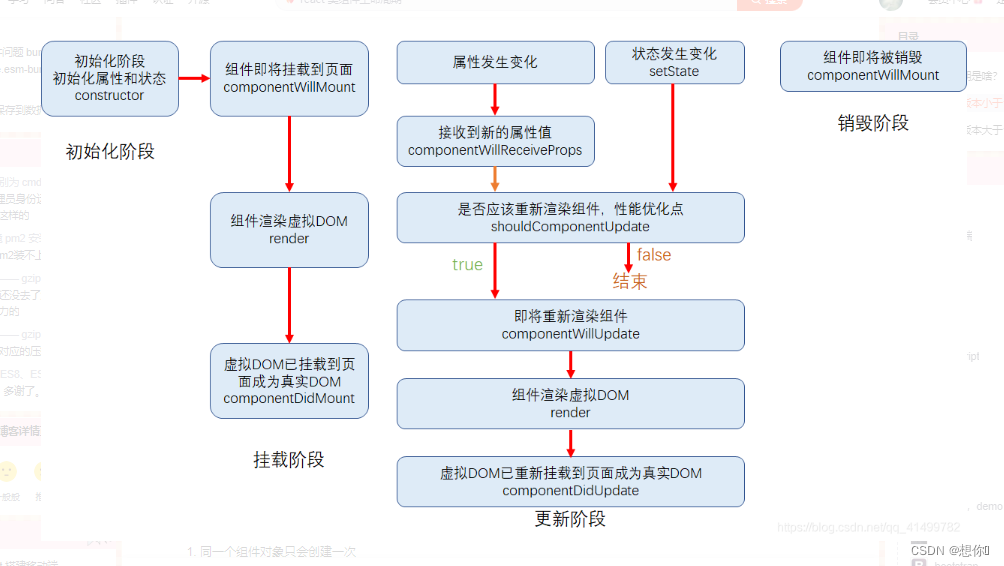 初始化阶段
初始化属性和状态
constructor
初始化阶段
组件即将挂载到页面
componentWillMount
组件渲染虚拟DOM
render
虚拟DOM已挂载到页
面成为真实DOM
componentDidMount
挂载阶段
属性发生变化
状态发生变化
setState
接收到新的属性值
componentWillReceiveProps
是否应该重新渲染组件，性能优化点
shouldComponentUpdate
true
false
结束
即将重新渲染组件
componentWillUpdate
组件渲染虚拟DOM
render
虚拟DOM已重新挂载到页面成为真实DOM
componentDidUpdate
更新阶段
组件即将被销毁
componentWillMount
销毁阶段
目录
https://blog.csdn.net/qq_41499782
1. 同一个组件对象只会创建一次
CSDN @想你